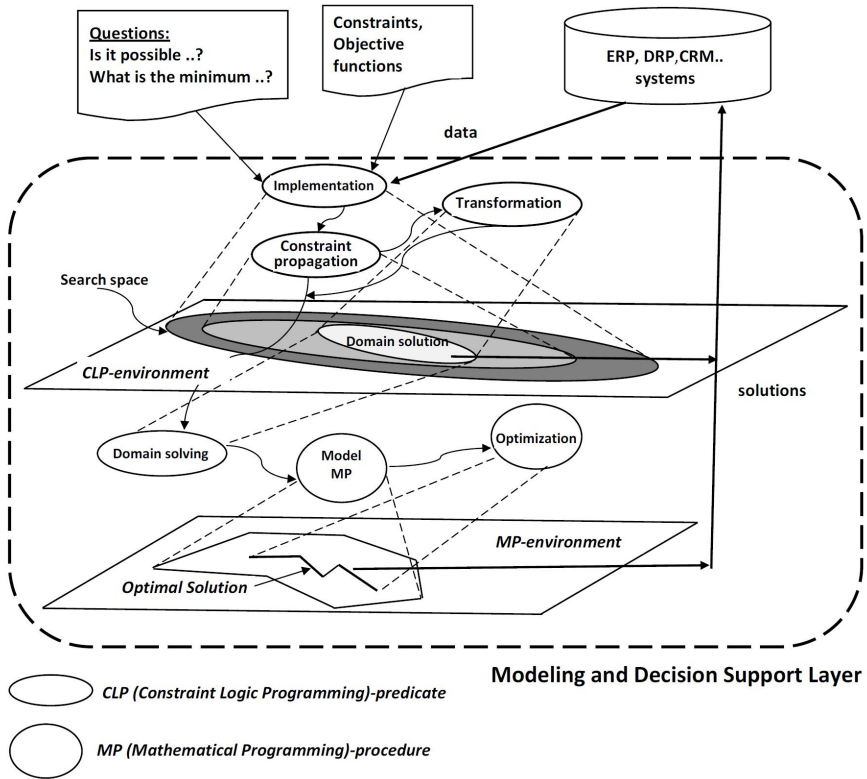 Questions:
Is it possible ..?
What is the minimum ..?
Constraints,
Objective
functions
ERP, DRP,CRM..
systems
data
Implementation
Transformation
Constraint
propagation
Search space
Domain solution
CLP-environment
solutions
Domain solving
Model
MP
Optimization
MP-environment
Optimal Solution
Modeling and Decision Support Layer
CLP (Constraint Logic Programming)-predicate
MP (Mathematical Programming)-procedure